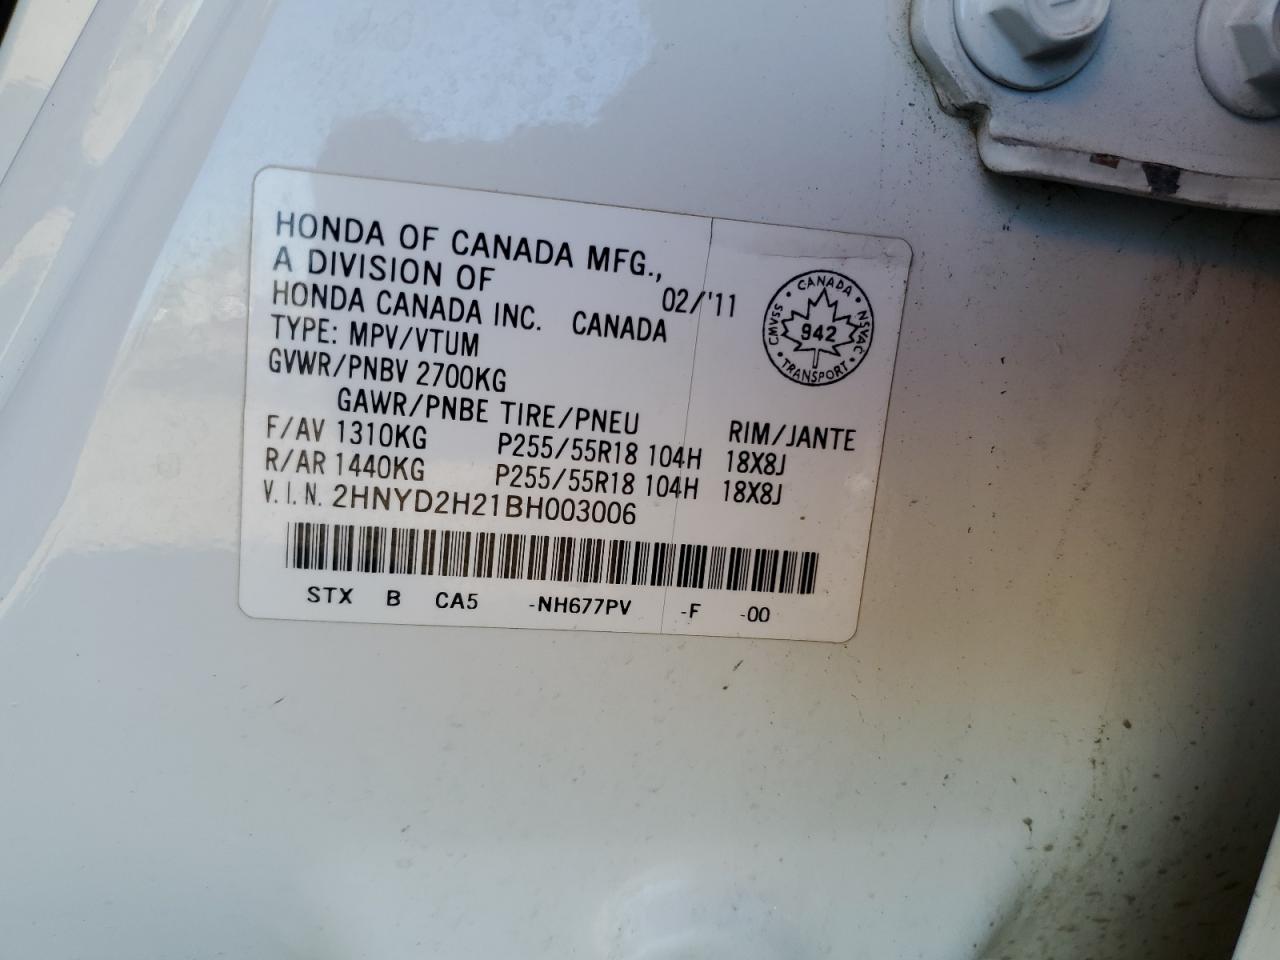 HONDA OF CANADA MFG.,
A DIVISION OF
HONDA CANADA INC. CANADA 02/'11
TYPE: MPV/VTUM
GVWR/PNBV 2700KG
GAWR/PNBE TIRE/PNEU RIM/JANTE
F/AV 1310KG P255/55R18 104H 18X8J
R/AR 1440KG P255/55R18 104H 18X8J
V.I.N. 2HNYD2H21BH003006
STX B CA5 -NH677PV -F -00
CANADA • NSVAC • TRANSPORT • CMVSS •
942